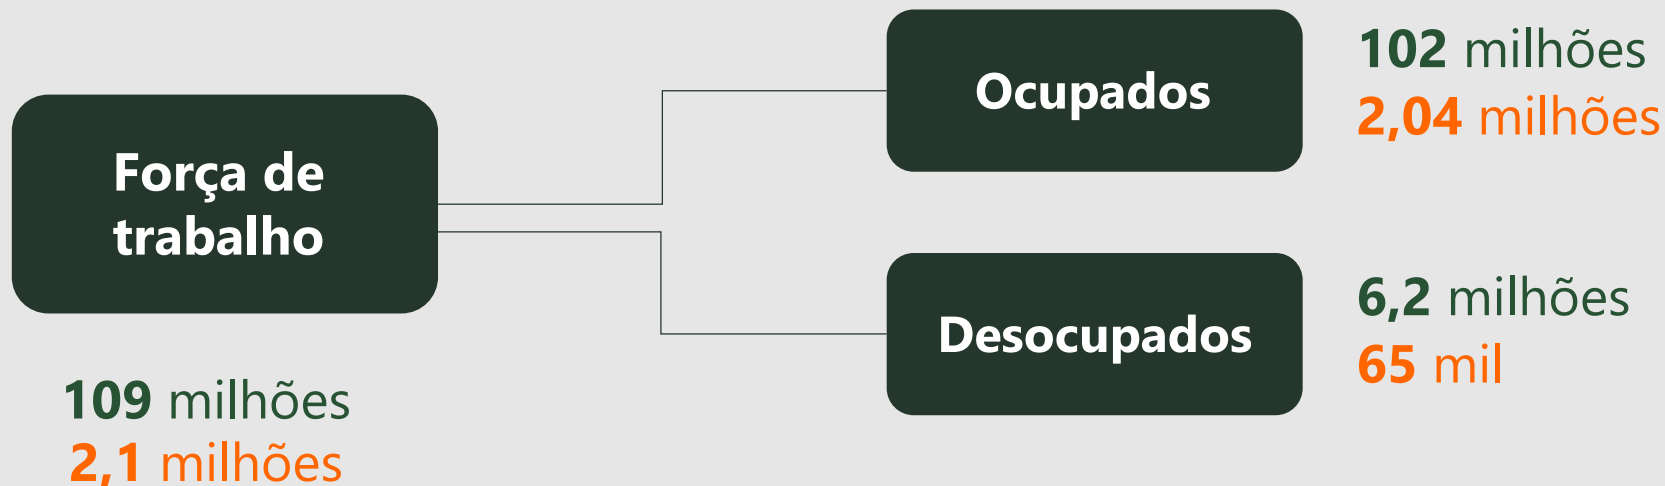 Força de
trabalho
109 milhões
2,1 milhões
Ocupados
102 milhões
2,04 milhões
Desocupados
6,2 milhões
65 mil